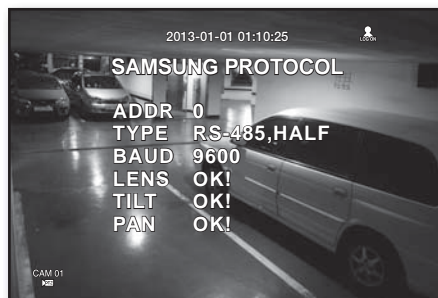 2013-01-01 01:10:25
LOG ON
SAMSUNG PROTOCOL
ADDR 0
TYPE RS-485,HALF
BAUD 9600
LENS OK!
TILT OK!
PAN OK!
CAM 01